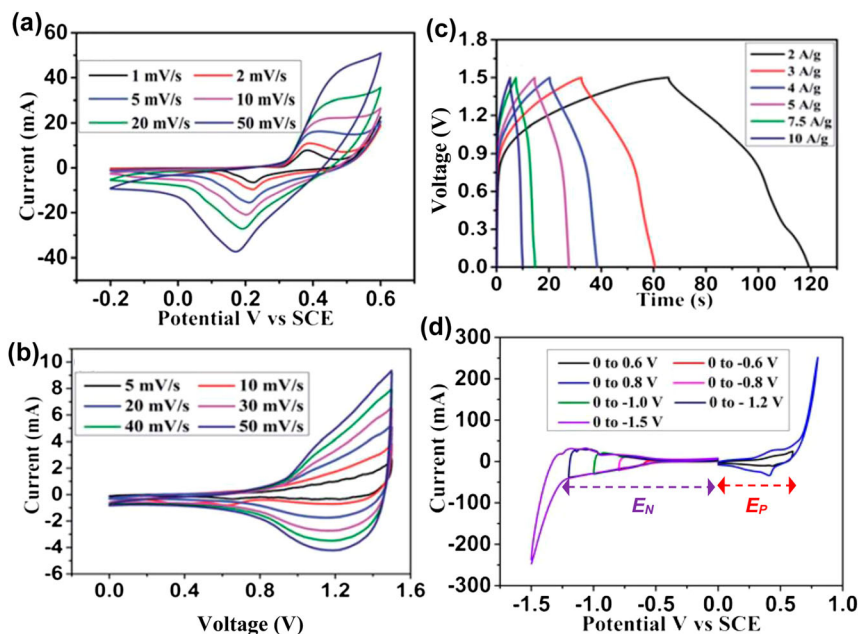 (a)
60
40
20
0
-20
-40
Current (mA)
1 mV/s 2 mV/s
5 mV/s 10 mV/s
20 mV/s 50 mV/s
-0.2 0.0 0.2 0.4 0.6
Potential V vs SCE
(c)
1.8
1.5
1.2
0.9
0.6
0.3
0.0
Voltage (V)
2 A/g
3 A/g
4 A/g
5 A/g
7.5 A/g
10 A/g
0 20 40 60 80 100 120
Time (s)
(b)
10
8
6
4
2
0
-2
-4
-6
Current (mA)
5 mV/s 10 mV/s
20 mV/s 30 mV/s
40 mV/s 50 mV/s
0.0 0.4 0.8 1.2 1.6
Voltage (V)
(d)
300
200
100
0
-100
-200
-300
Current (mA)
0 to 0.6 V 0 to -0.6 V
0 to 0.8 V 0 to -0.8 V
0 to -1.0 V 0 to - 1.2 V
0 to -1.5 V
E_N E_P
-1.5 -1.0 -0.5 0.0 0.5 1.0
Potential V vs SCE